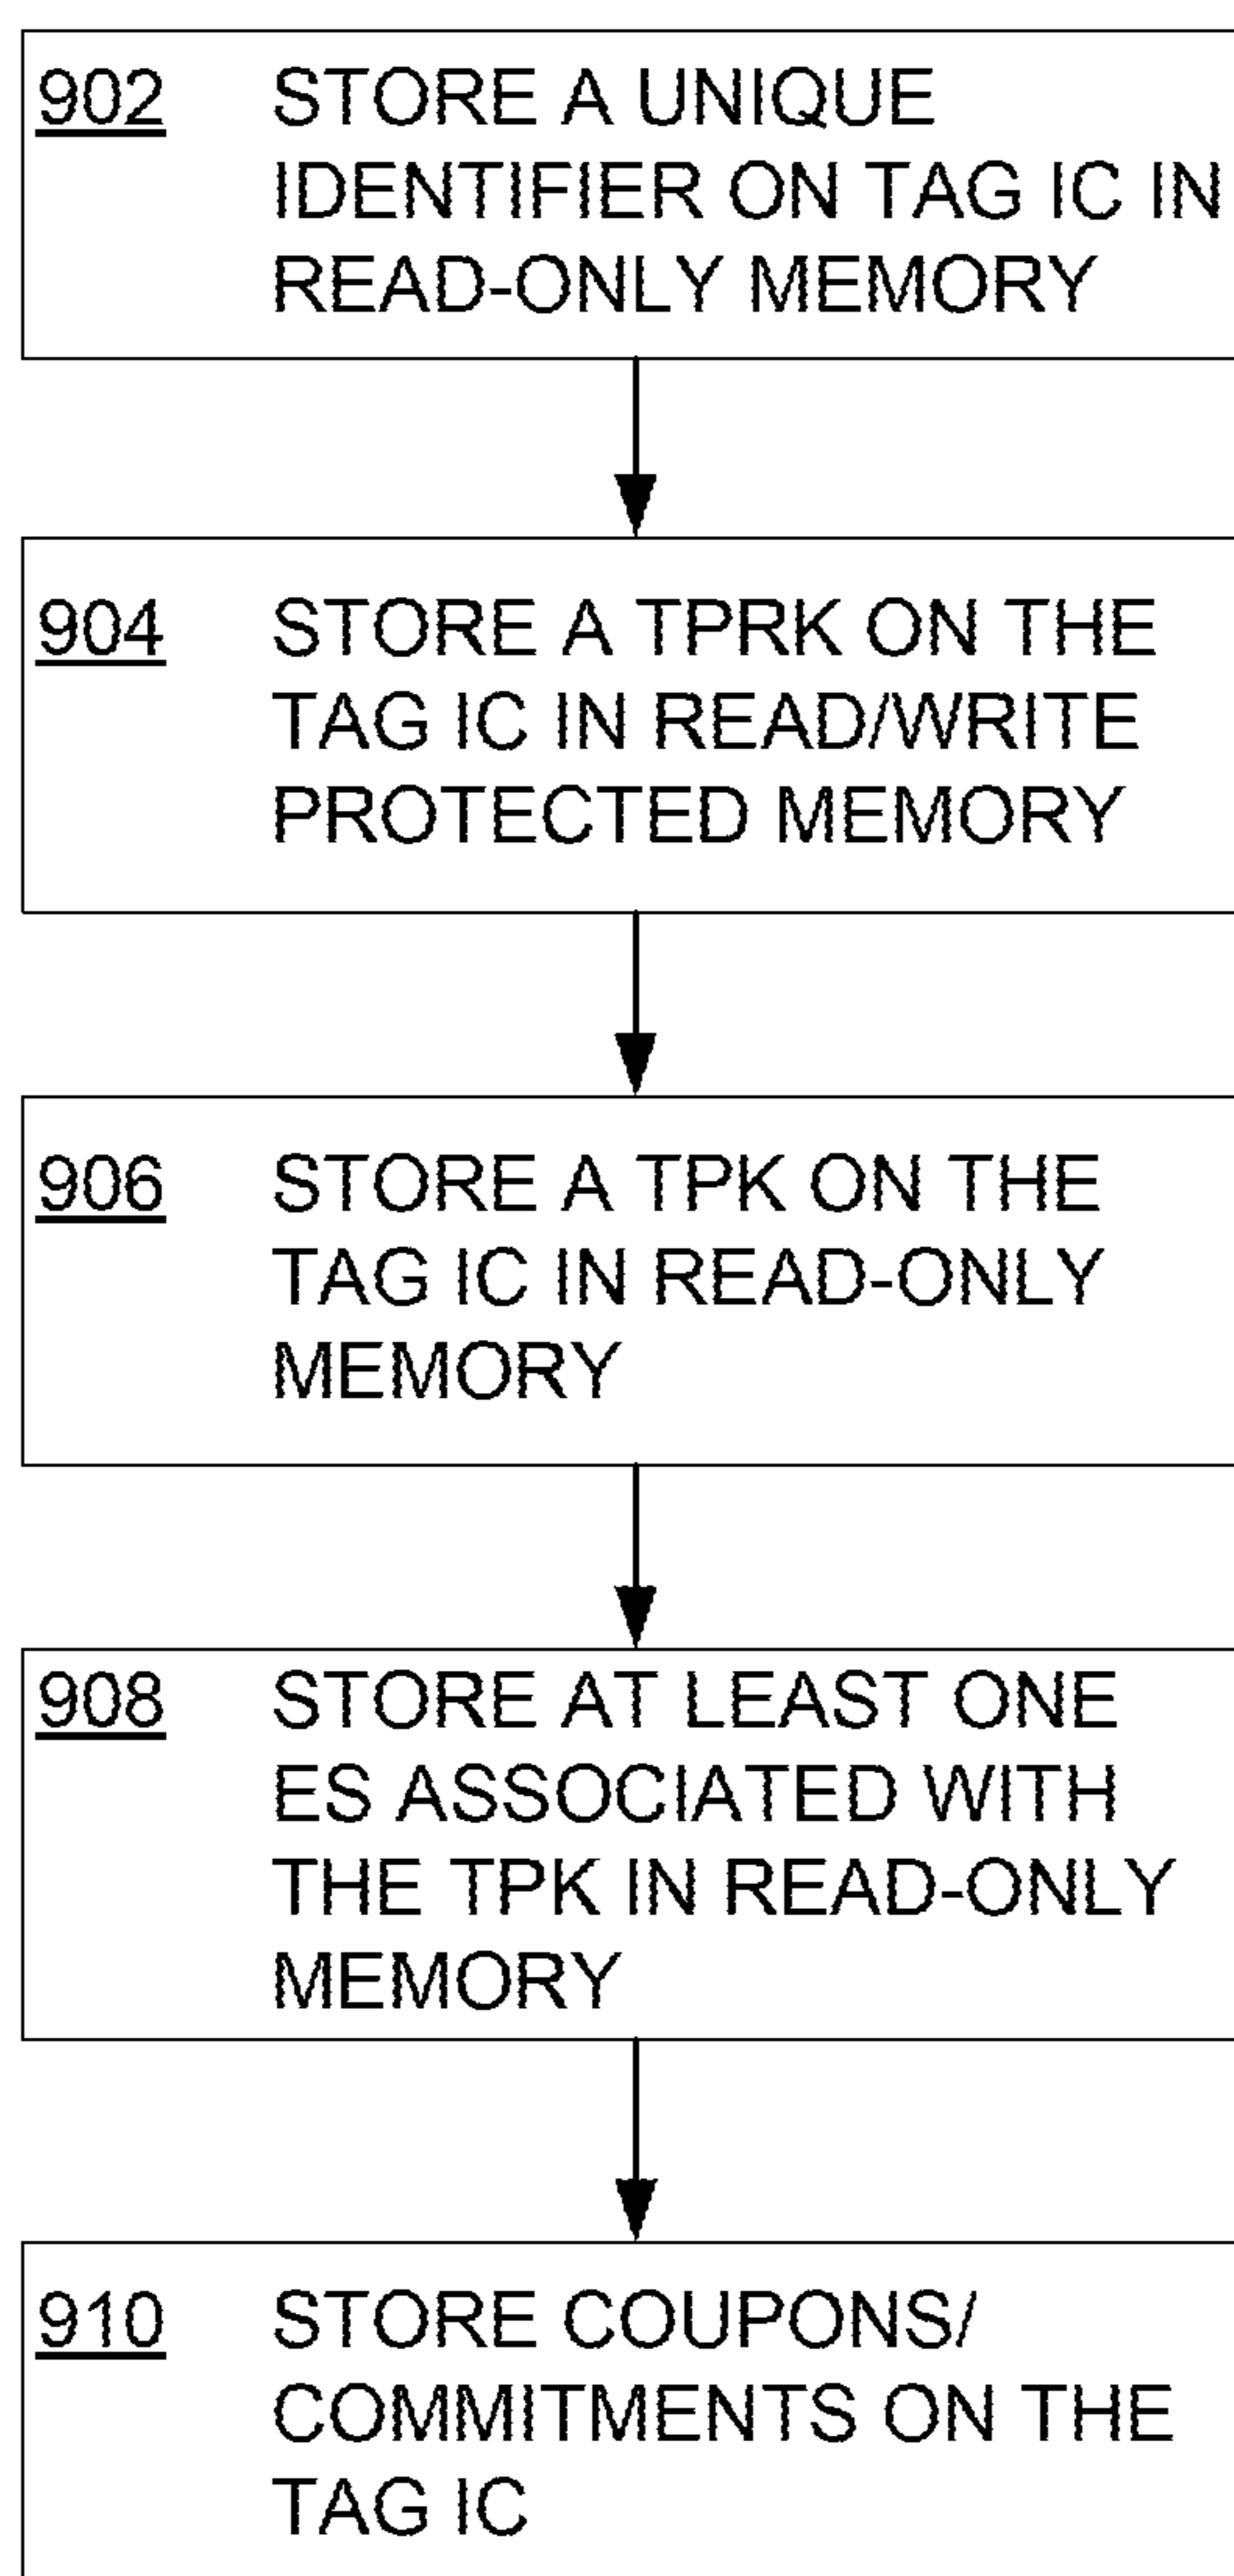 902 STORE A UNIQUE
IDENTIFIER ON TAG IC IN
READ-ONLY MEMORY
904 STORE A TPRK ON THE
TAG IC IN READ/WRITE
PROTECTED MEMORY
906 STORE A TPK ON THE
TAG IC IN READ-ONLY
MEMORY
908 STORE AT LEAST ONE
ES ASSOCIATED WITH
THE TPK IN READ-ONLY
MEMORY
910 STORE COUPONS/
COMMITMENTS ON THE
TAG IC